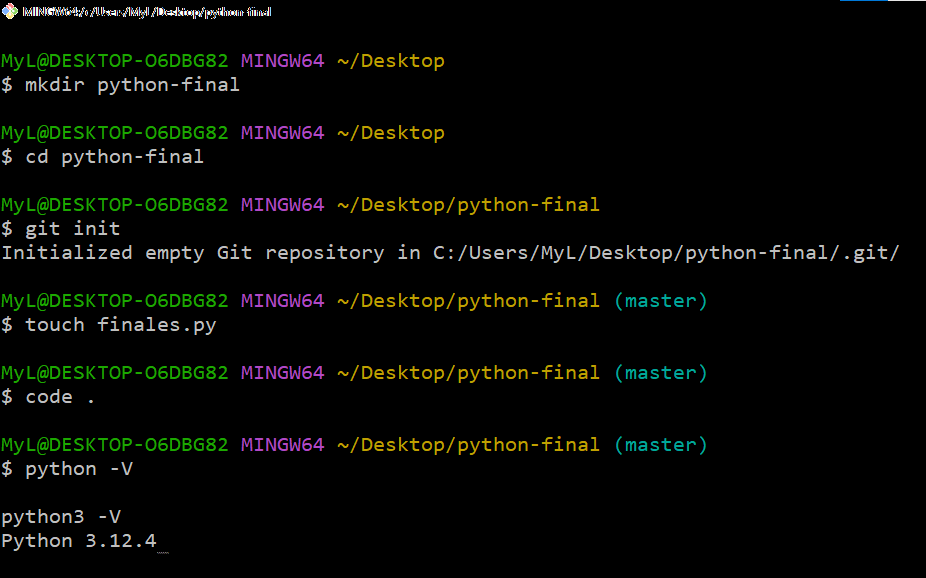 MINGW64:/c/Users/MyL/Desktop/python-final
MyL@DESKTOP-O6DBG82 MINGW64 ~/Desktop
$ mkdir python-final
MyL@DESKTOP-O6DBG82 MINGW64 ~/Desktop
$ cd python-final
MyL@DESKTOP-O6DBG82 MINGW64 ~/Desktop/python-final
$ git init
Initialized empty Git repository in C:/Users/MyL/Desktop/python-final/.git/
MyL@DESKTOP-O6DBG82 MINGW64 ~/Desktop/python-final (master)
$ touch finales.py
MyL@DESKTOP-O6DBG82 MINGW64 ~/Desktop/python-final (master)
$ code .
MyL@DESKTOP-O6DBG82 MINGW64 ~/Desktop/python-final (master)
$ python -V
python3 -V
Python 3.12.4